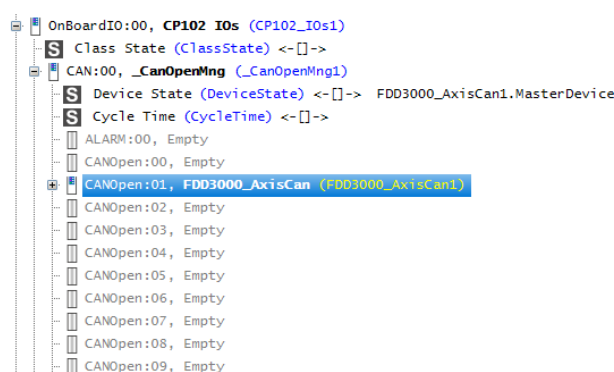 OnBoardIO:00, CP102 IOs (CP102_IOs1)
S Class State (ClassState) <-[]->
CAN:00, _CanOpenMng (_CanOpenMng1)
S Device State (DeviceState) <-[]-> FDD3000_AxisCan1.MasterDevice
S Cycle Time (CycleTime) <-[]->
ALARM:00, Empty
CANOpen:00, Empty
CANOpen:01, FDD3000_AxisCan (FDD3000_AxisCan1)
CANOpen:02, Empty
CANOpen:03, Empty
CANOpen:04, Empty
CANOpen:05, Empty
CANOpen:06, Empty
CANOpen:07, Empty
CANOpen:08, Empty
CANOpen:09, Empty